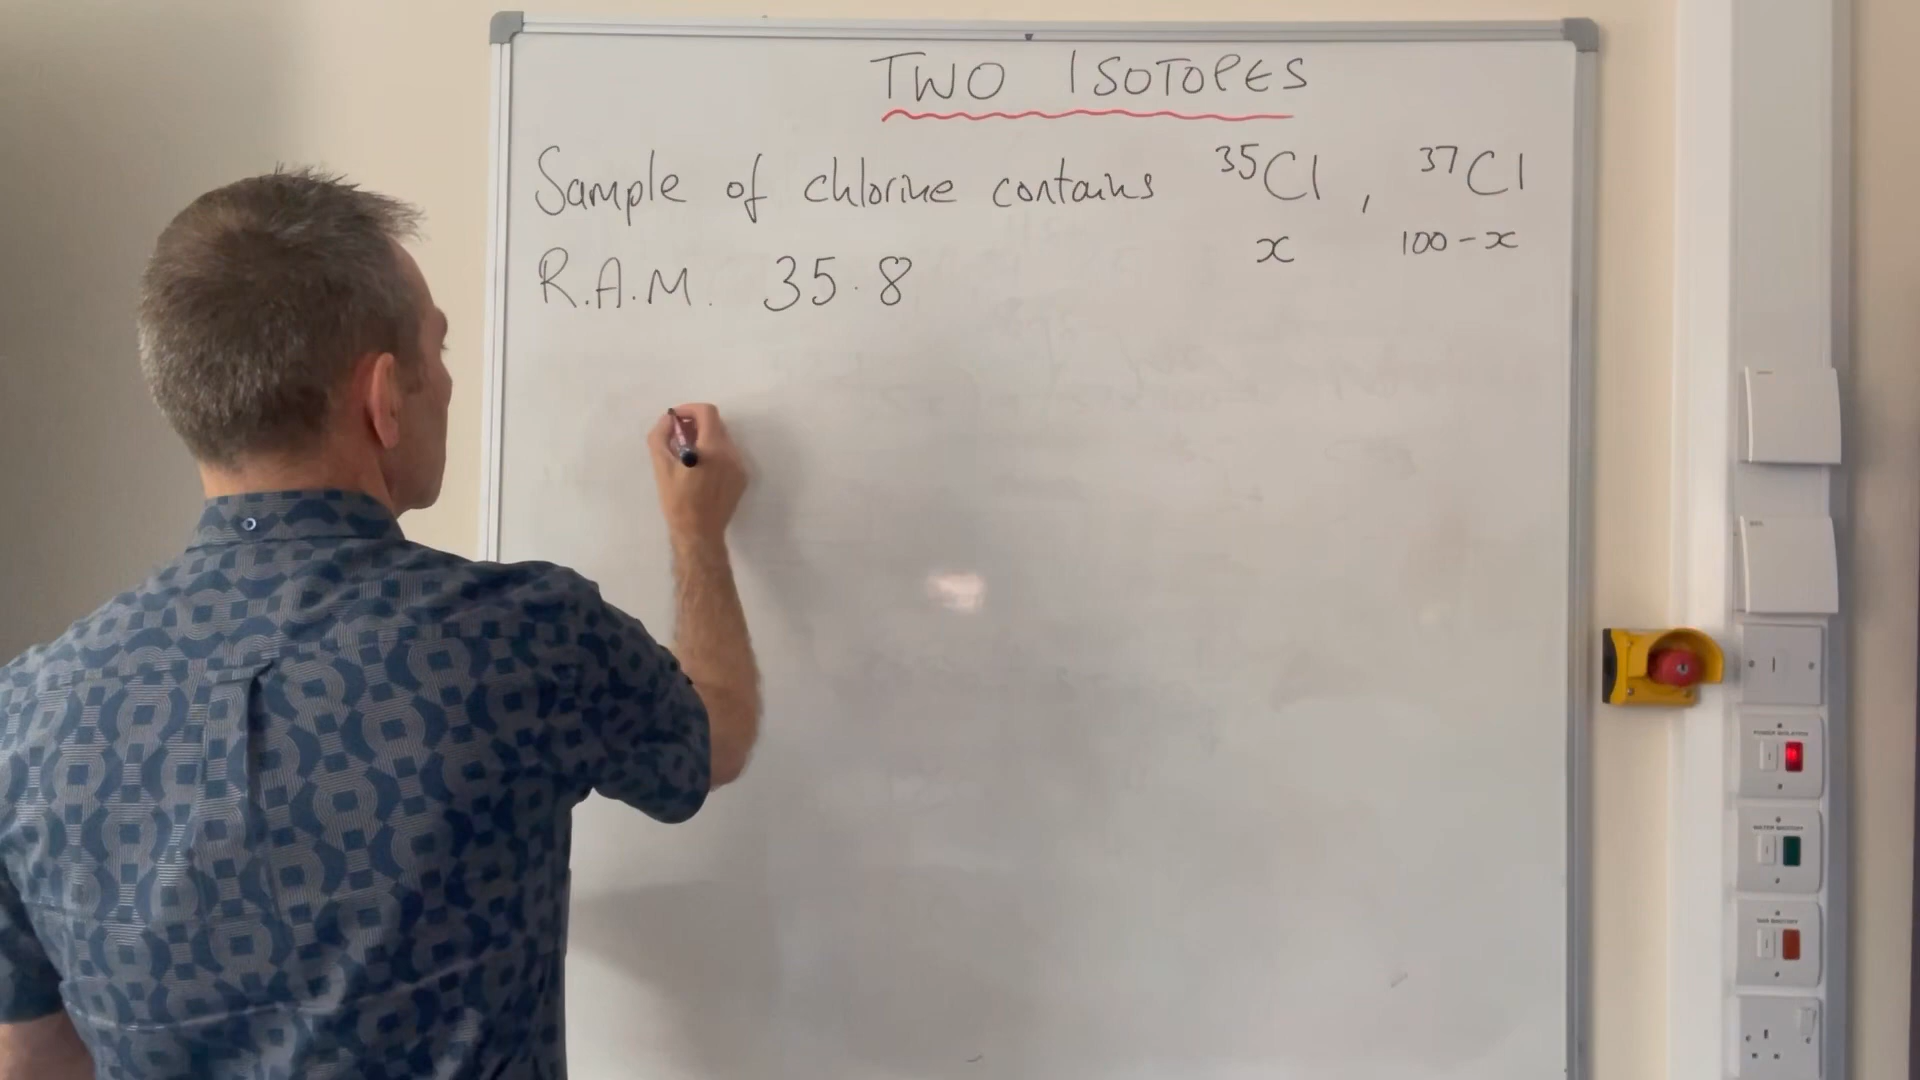 TWO ISOTOPES
Sample of chlorine contains ³⁵Cl , ³⁷Cl
x 100-x
R.A.M. 35.8